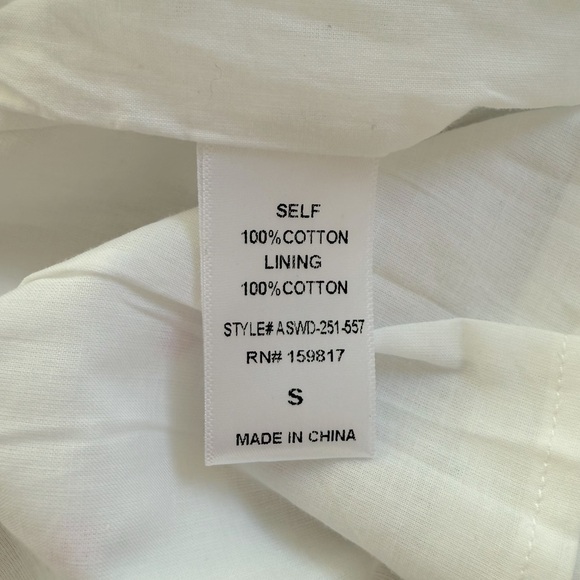 SELF
100% COTTON
LINING
100% COTTON
STYLE# ASWD-251-557
RN# 159817
S
MADE IN CHINA